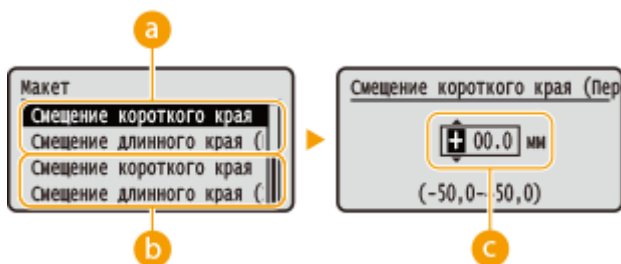 a
Макет
Смещение короткого края
Смещение длинного края (
Смещение короткого края
Смещение длинного края (
b
Смещение короткого края (Пер
+ 00.0 мм
(-50,0-+50,0)
c